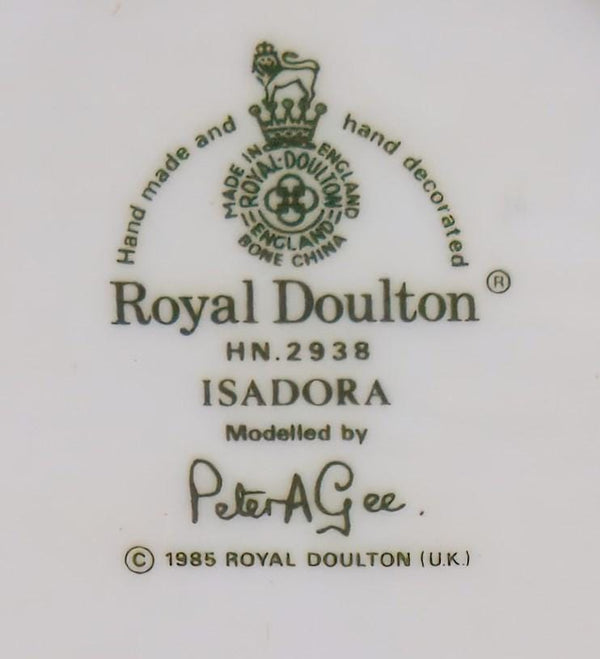 Hand made and hand decorated
MADE IN ENGLAND
ROYAL·DOULTON
ENGLAND
BONE CHINA
Royal Doulton ®
HN.2938
ISADORA
Modelled by
Peter A Gee.
© 1985 ROYAL DOULTON (U.K.)